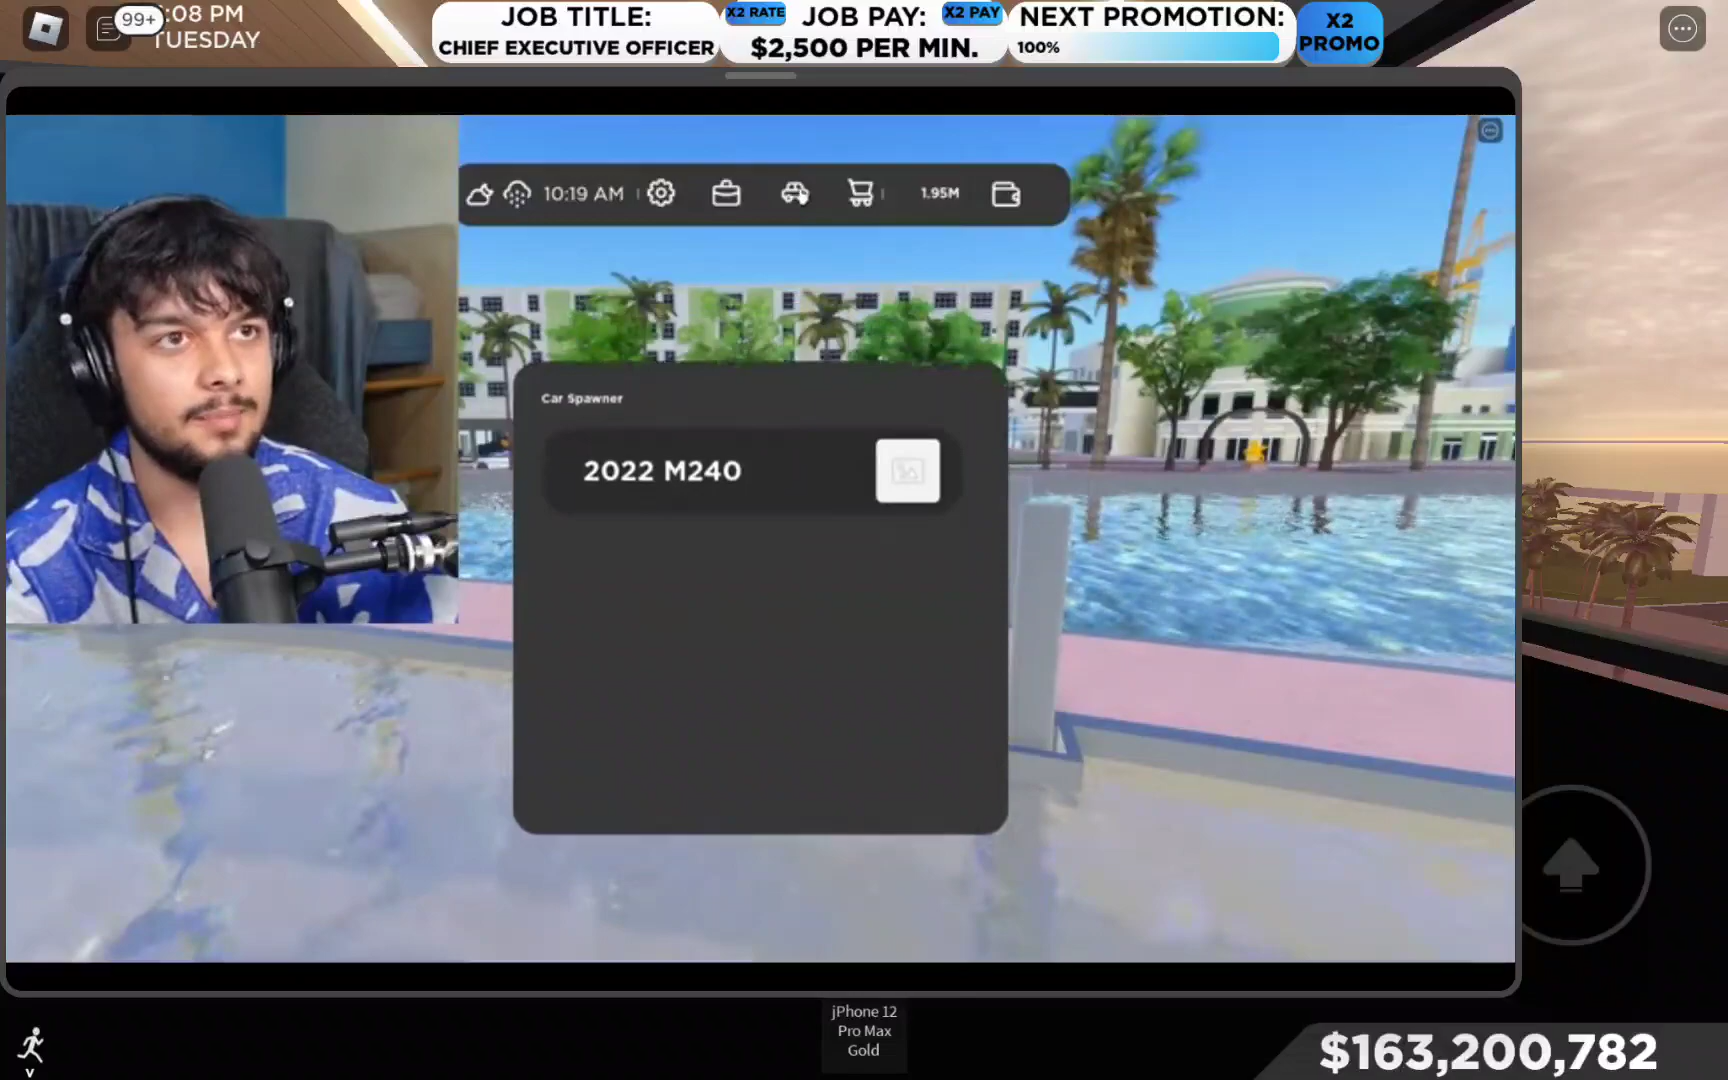 :08 PM
TUESDAY
99+
JOB TITLE:
CHIEF EXECUTIVE OFFICER
X2 RATE
JOB PAY:
X2 PAY
$2,500 PER MIN.
NEXT PROMOTION:
100%
X2
PROMO
10:19 AM
1.95M
Car Spawner
2022 M240
jPhone 12
Pro Max
Gold
$163,200,782
v